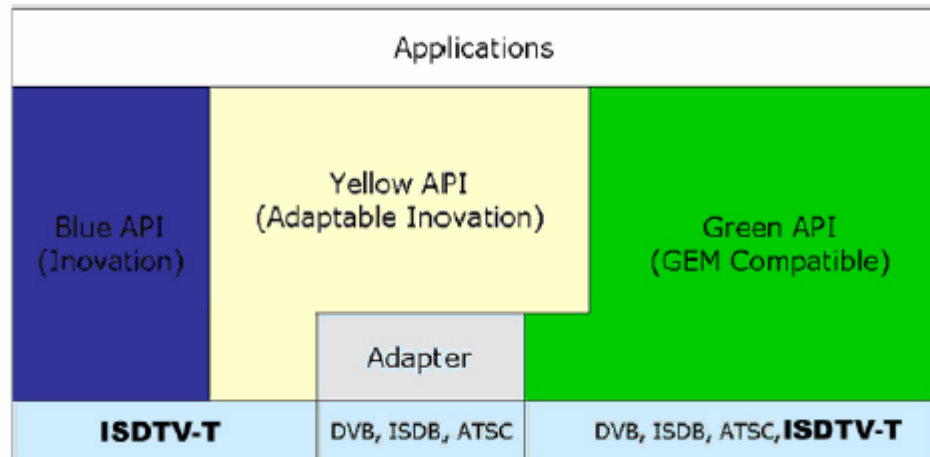 Applications
Blue API
(Inovation)
Yellow API
(Adaptable Inovation)
Green API
(GEM Compatible)
Adapter
ISDTV-T
DVB, ISDB, ATSC
DVB, ISDB, ATSC,ISDTV-T